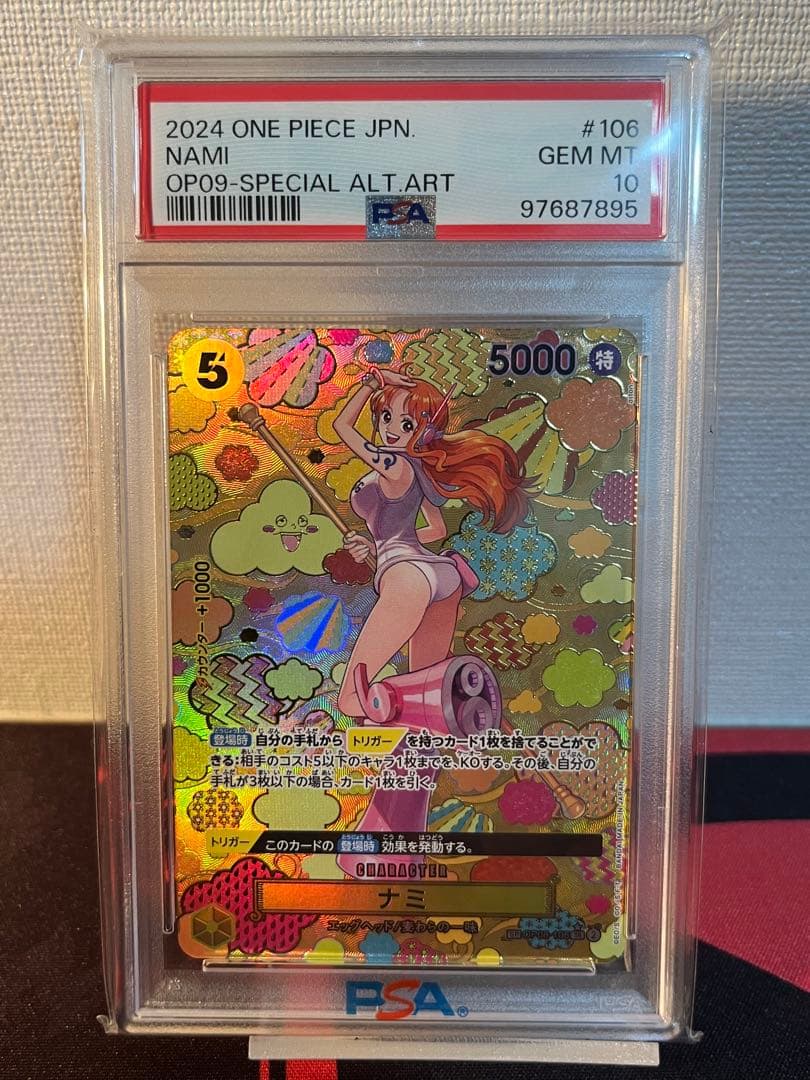 2024 ONE PIECE JPN. #106
NAMI GEM MT
OP09-SPECIAL ALT.ART 10
PSA 97687895
5 5000 特
カウンター +1000
登場時 自分の手札から トリガー を持つカード1枚を捨てることがで
きる：相手のコスト5以下のキャラ1枚までを、KOする。その後、自分の
手札が3枚以下の場合、カード1枚を引く。
トリガー このカードの 登場時 効果を発動する。
CHARACTER
ナミ
エッグヘッド/麦わらの一味
PSA®